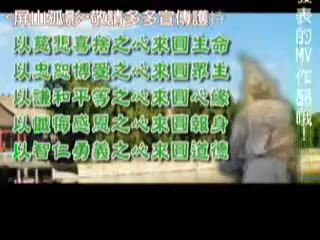 屏山弧影~敬請多多宣傳護持
以慈悲喜捨之心來圓生命
以忠恕博愛之心來圓眾生
以謙和平等之心來圓心緣
以懺悔感恩之心來圓報身
以智仁勇義之心來圓道德
表的MV作品哦!